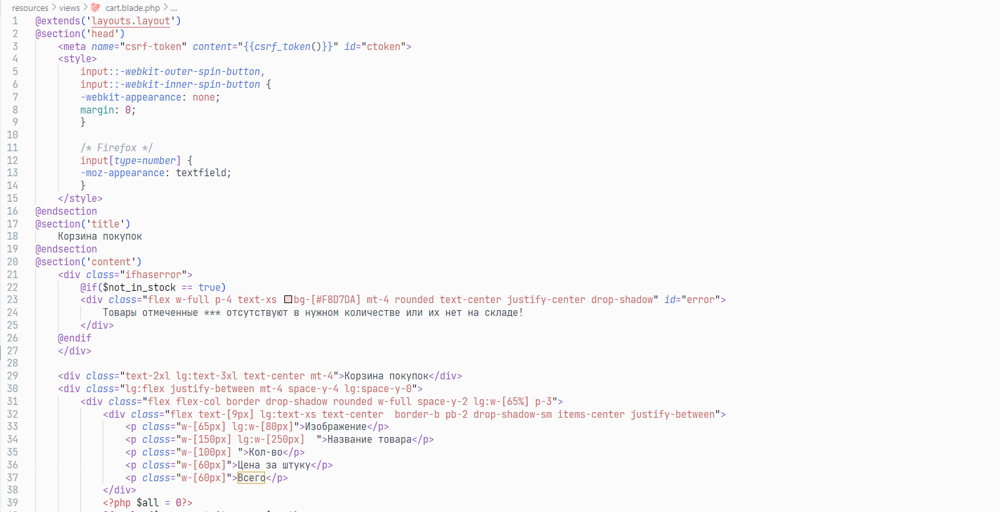 resources > views > cart.blade.php > ...
1 @extends('layouts.layout')
2 @section('head')
3 <meta name="csrf-token" content="{{csrf_token()}}" id="ctoken">
4 <style>
5 input::-webkit-outer-spin-button,
6 input::-webkit-inner-spin-button {
7 -webkit-appearance: none;
8 margin: 0;
9 }
10
11 /* Firefox */
12 input[type=number] {
13 -moz-appearance: textfield;
14 }
15 </style>
16 @endsection
17 @section('title')
18 Корзина покупок
19 @endsection
20 @section('content')
21 <div class="ifhaserror">
22 @if($not_in_stock == true)
23 <div class="flex w-full p-4 text-xs bg-[#F8D7DA] mt-4 rounded text-center justify-center drop-shadow" id="error">
24 Товары отмеченные *** отсутствуют в нужном количестве или их нет на складе!
25 </div>
26 @endif
27 </div>
28
29 <div class="text-2xl lg:text-3xl text-center mt-4">Корзина покупок</div>
30 <div class="lg:flex justify-between mt-4 space-y-4 lg:space-y-0">
31 <div class="flex flex-col border drop-shadow rounded w-full space-y-2 lg:w-[65%] p-3">
32 <div class="flex text-[9px] lg:text-xs text-center  border-b pb-2 drop-shadow-sm items-center justify-between">
33 <p class="w-[65px] lg:w-[80px]">Изображение</p>
34 <p class="w-[150px] lg:w-[250px]  ">Название товара</p>
35 <p class="w-[100px] ">Кол-во</p>
36 <p class="w-[60px]">Цена за штуку</p>
37 <p class="w-[60px]">Всего</p>
38 </div>
39 <?php $all = 0?>